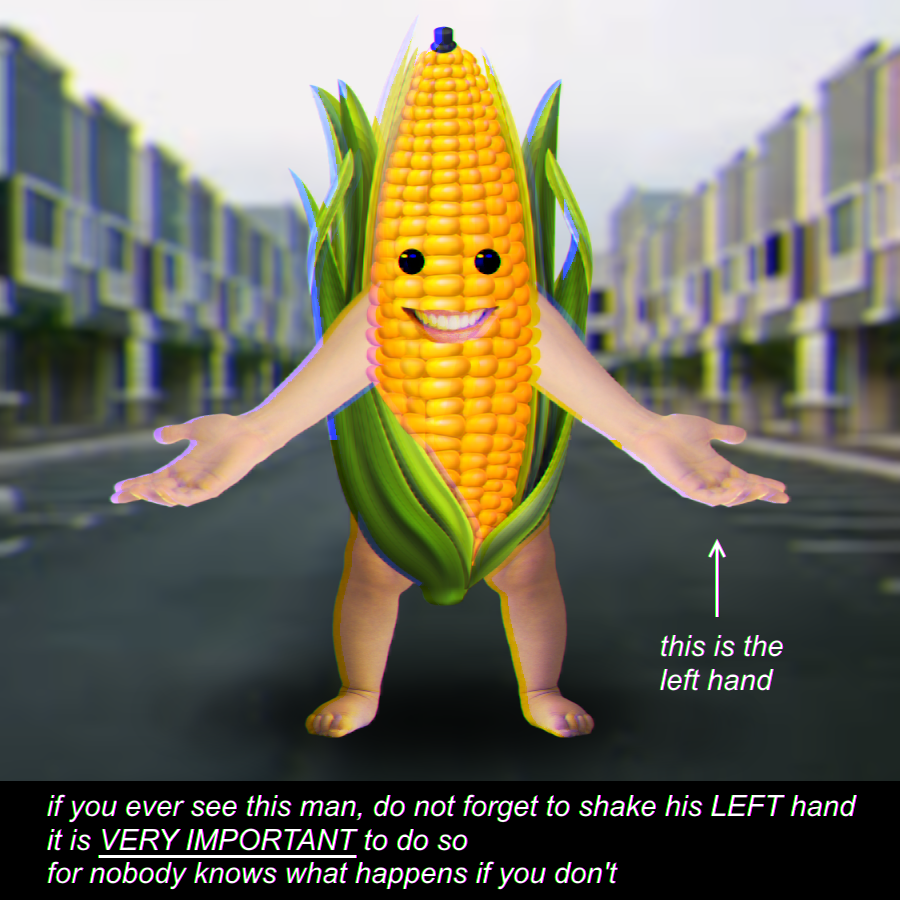 this is the
left hand
if you ever see this man, do not forget to shake his LEFT hand
it is VERY IMPORTANT to do so
for nobody knows what happens if you don't